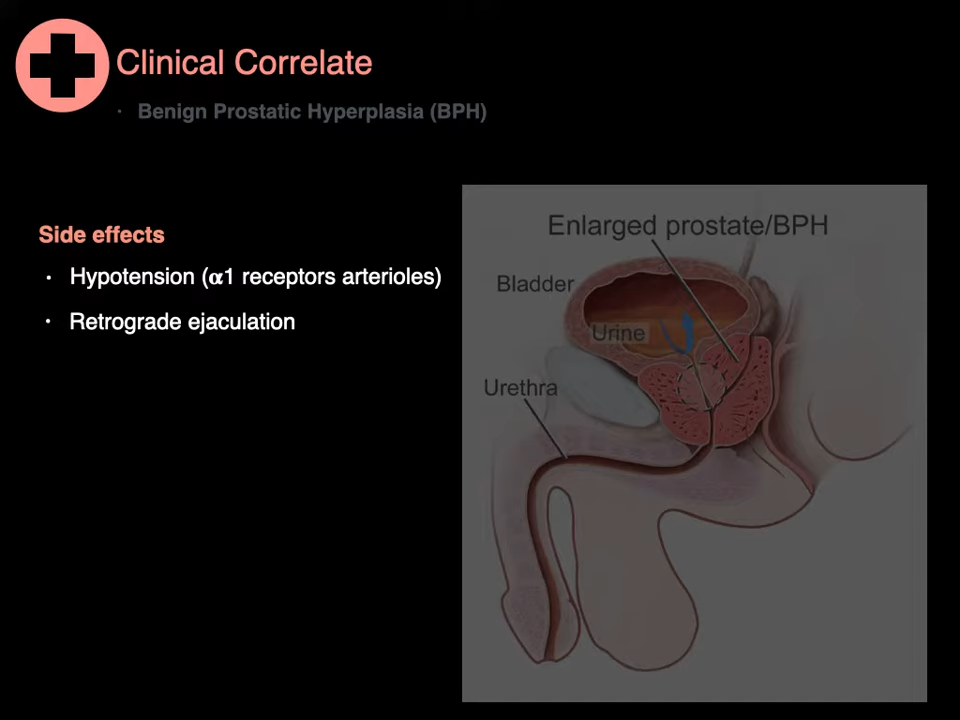 Clinical Correlate
· Benign Prostatic Hyperplasia (BPH)
Side effects
· Hypotension (α1 receptors arterioles)
· Retrograde ejaculation
Enlarged prostate/BPH
Bladder
Urine
Urethra